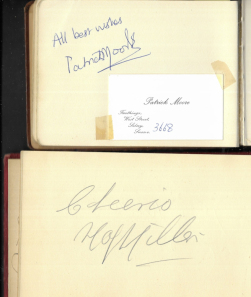 All best wishes
Patrick Moore
Patrick Moore
Farthings,
West Street,
Selsey,
Sussex.
3668
Cheerio